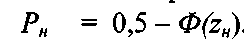 Pн = 0,5 – Φ(zн).